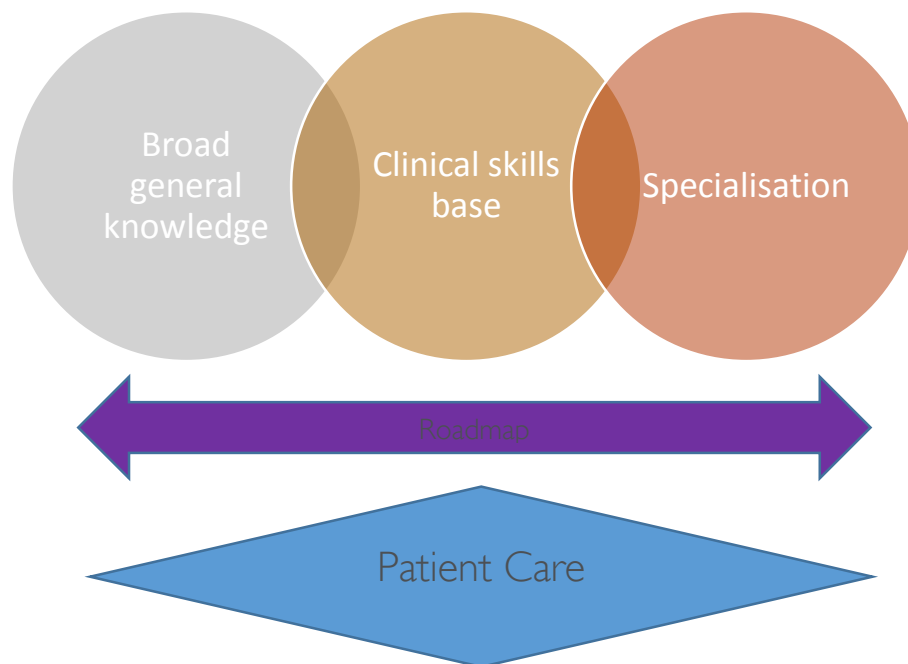 Broad
general
knowledge
Clinical skills
base
Specialisation
Roadmap
Patient Care